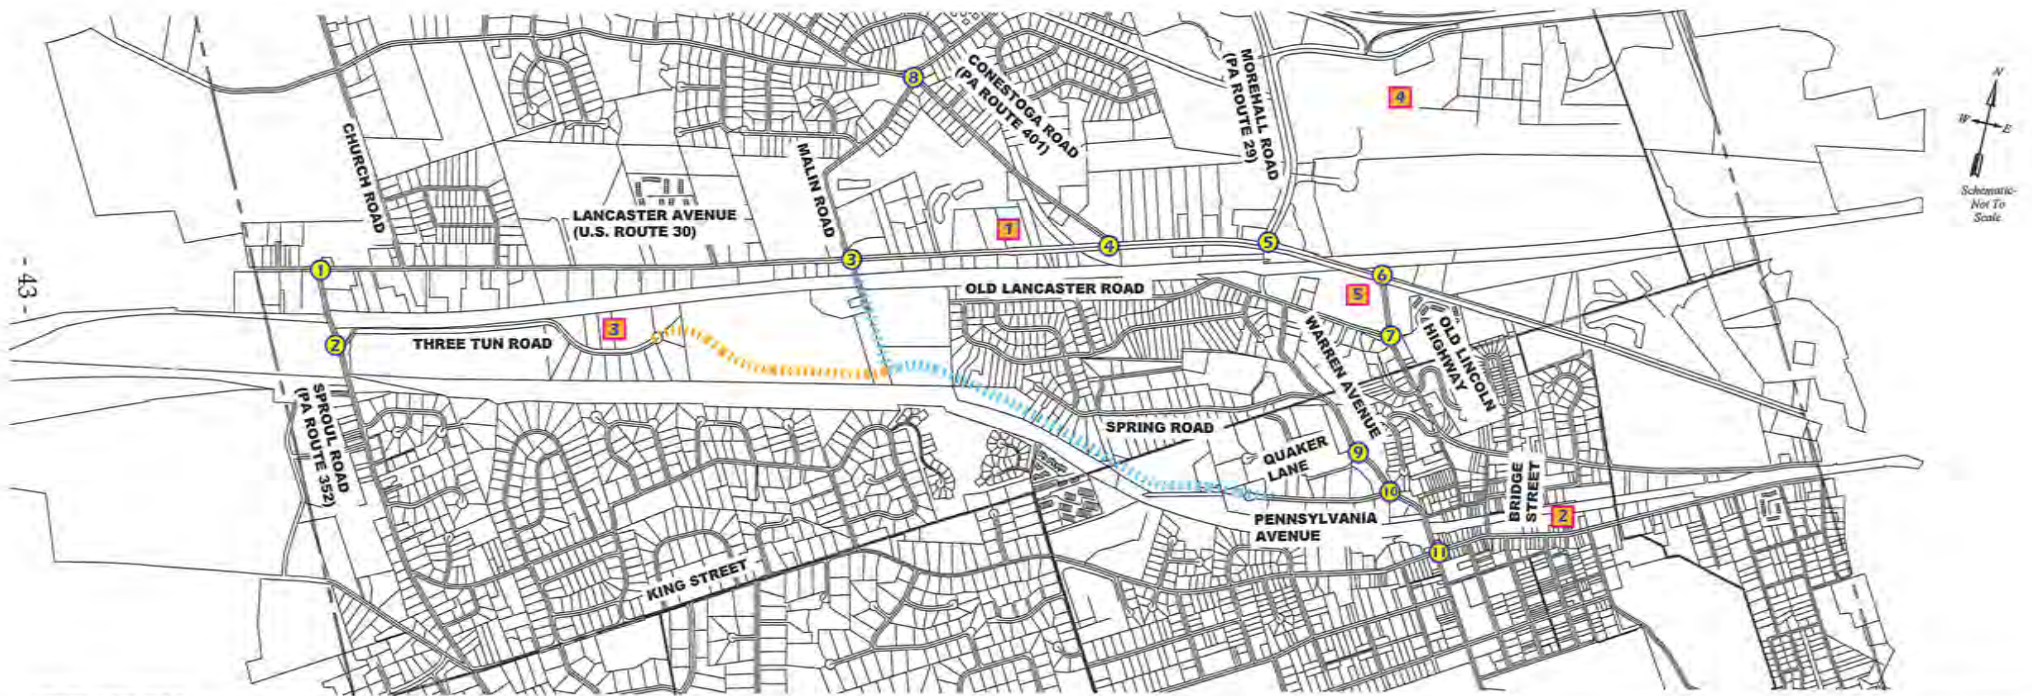 8
CONESTOGA ROAD
(PA ROUTE 401)
MOREHALL ROAD
(PA ROUTE 29)
4
N
W
E
Schematic-
Not To
Scale
CHURCH ROAD
MALIN ROAD
LANCASTER AVENUE
(U.S. ROUTE 30)
1
3
4
5
1
6
- 43 -
OLD LANCASTER ROAD
5
2
THREE TUN ROAD
3
WARREN AVENUE
7
OLD LINCOLN
HIGHWAY
SPROUL ROAD
(PA ROUTE 352)
SPRING ROAD
QUAKER
LANE
9
10
BRIDGE
STREET
2
PENNSYLVANIA
AVENUE
11
KING STREET